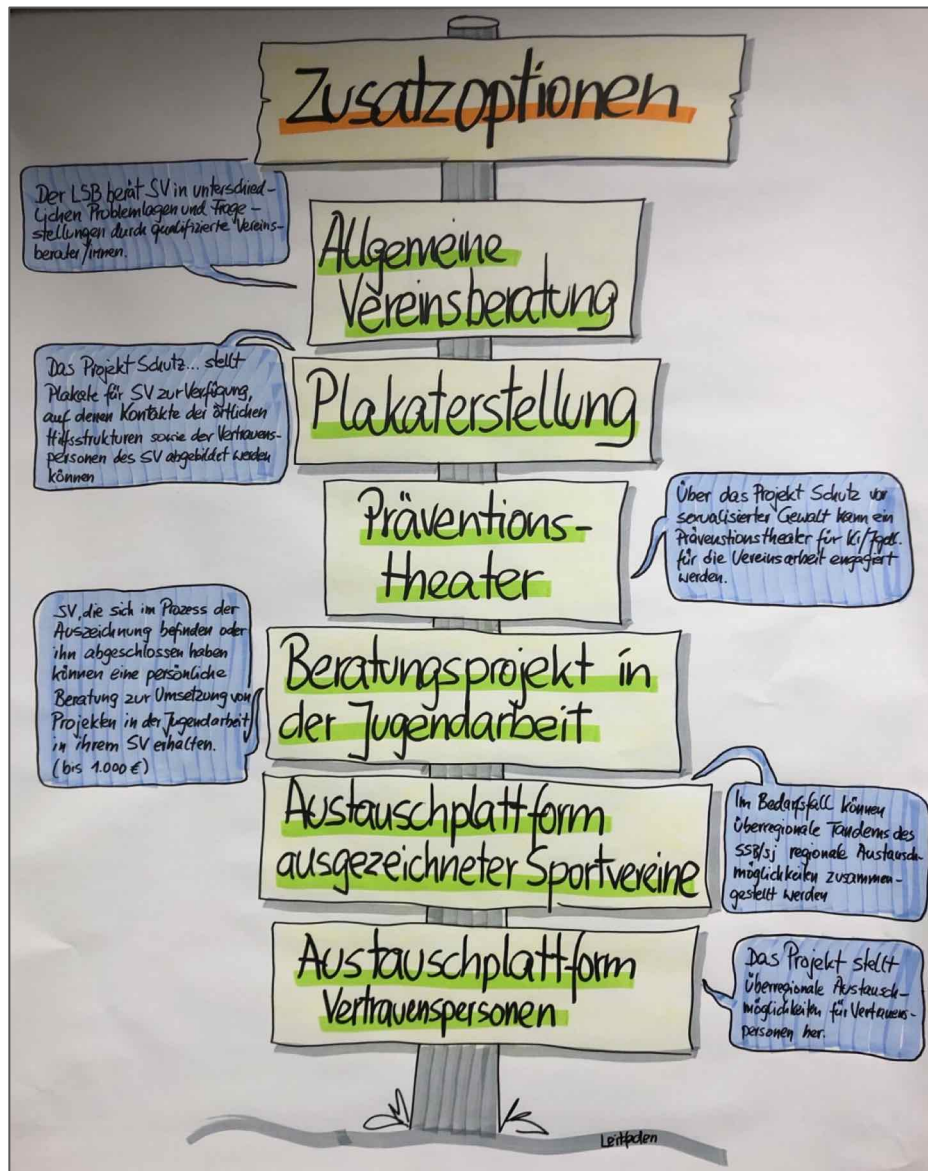 Zusatzoptionen
Der LSB berät SV in unterschied-
lichen Problemlagen und Frage-
stellungen durch qualifizierte Vereins-
berater/innen.
Allgemeine
Vereinsberatung
Das Projekt Schutz... stellt
Plakate für SV zur Verfügung,
auf denen Kontakte der örtlichen
Hilfsstrukturen sowie der Vertrauens-
personen des SV abgebildet werden
können
Plakaterstellung
Präventions-
theater
Über das Projekt Schutz vor
sexualisierter Gewalt kann ein
Präventionstheater für Ki/Jgdl.
für die Vereinsarbeit engagiert
werden.
SV, die sich im Prozess der
Auszeichnung befinden oder
ihn abgeschlossen haben
können eine persönliche
Beratung zur Umsetzung von
Projekten in der Jugendarbeit
in ihrem SV erhalten.
(bis 1.000 €)
Beratungsprojekt in
der Jugendarbeit
Austauschplattform
ausgezeichneter Sportvereine
Im Bedarfsfall können
überregionale Tandems des
SSB/sj regionale Austausch-
möglichkeiten zusammen-
gestellt werden
Austauschplattform
Vertrauenspersonen
Das Projekt stellt
überregionale Austausch-
möglichkeiten für Vertrauens-
personen her.
Leitfaden